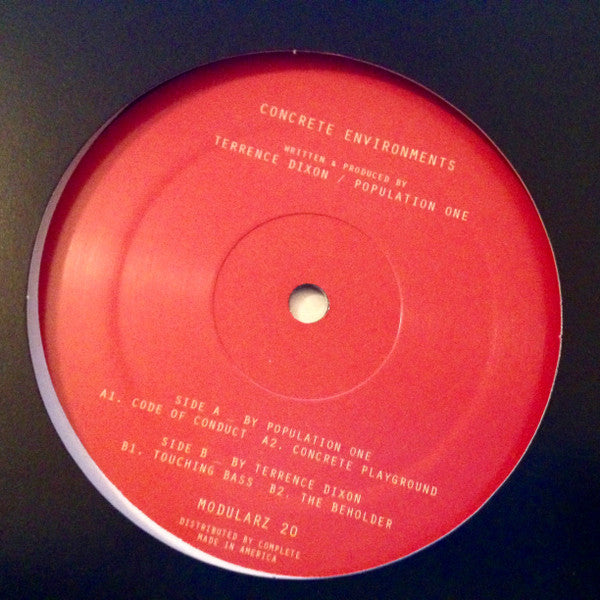 CONCRETE ENVIRONMENTS
WRITTEN & PRODUCED BY
TERRENCE DIXON / POPULATION ONE
SIDE A _ BY POPULATION ONE
A1. CODE OF CONDUCT A2. CONCRETE PLAYGROUND
SIDE B _ BY TERRENCE DIXON
B1. TOUCHING BASS B2. THE BEHOLDER
MODULARZ 20
DISTRIBUTED BY COMPLETE
MADE IN AMERICA